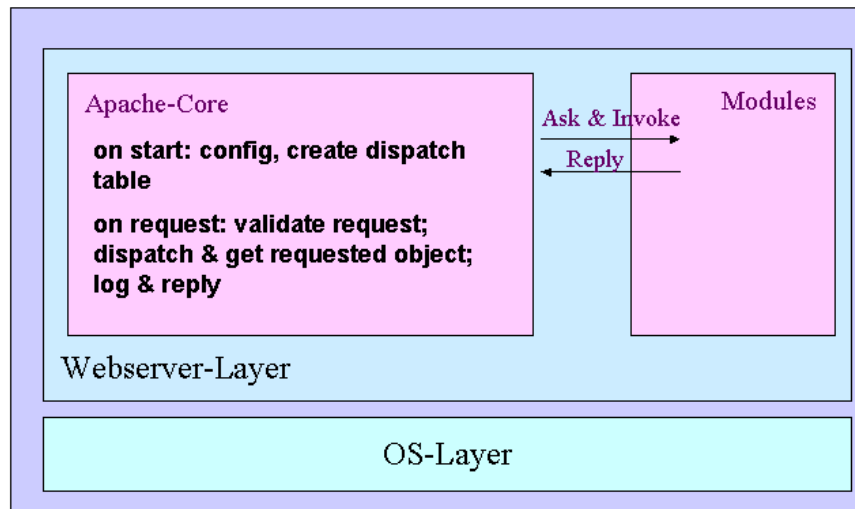 Apache-Core
on start: config, create dispatch
table
on request: validate request;
dispatch & get requested object;
log & reply
Ask & Invoke
Reply
Modules
Webserver-Layer
OS-Layer